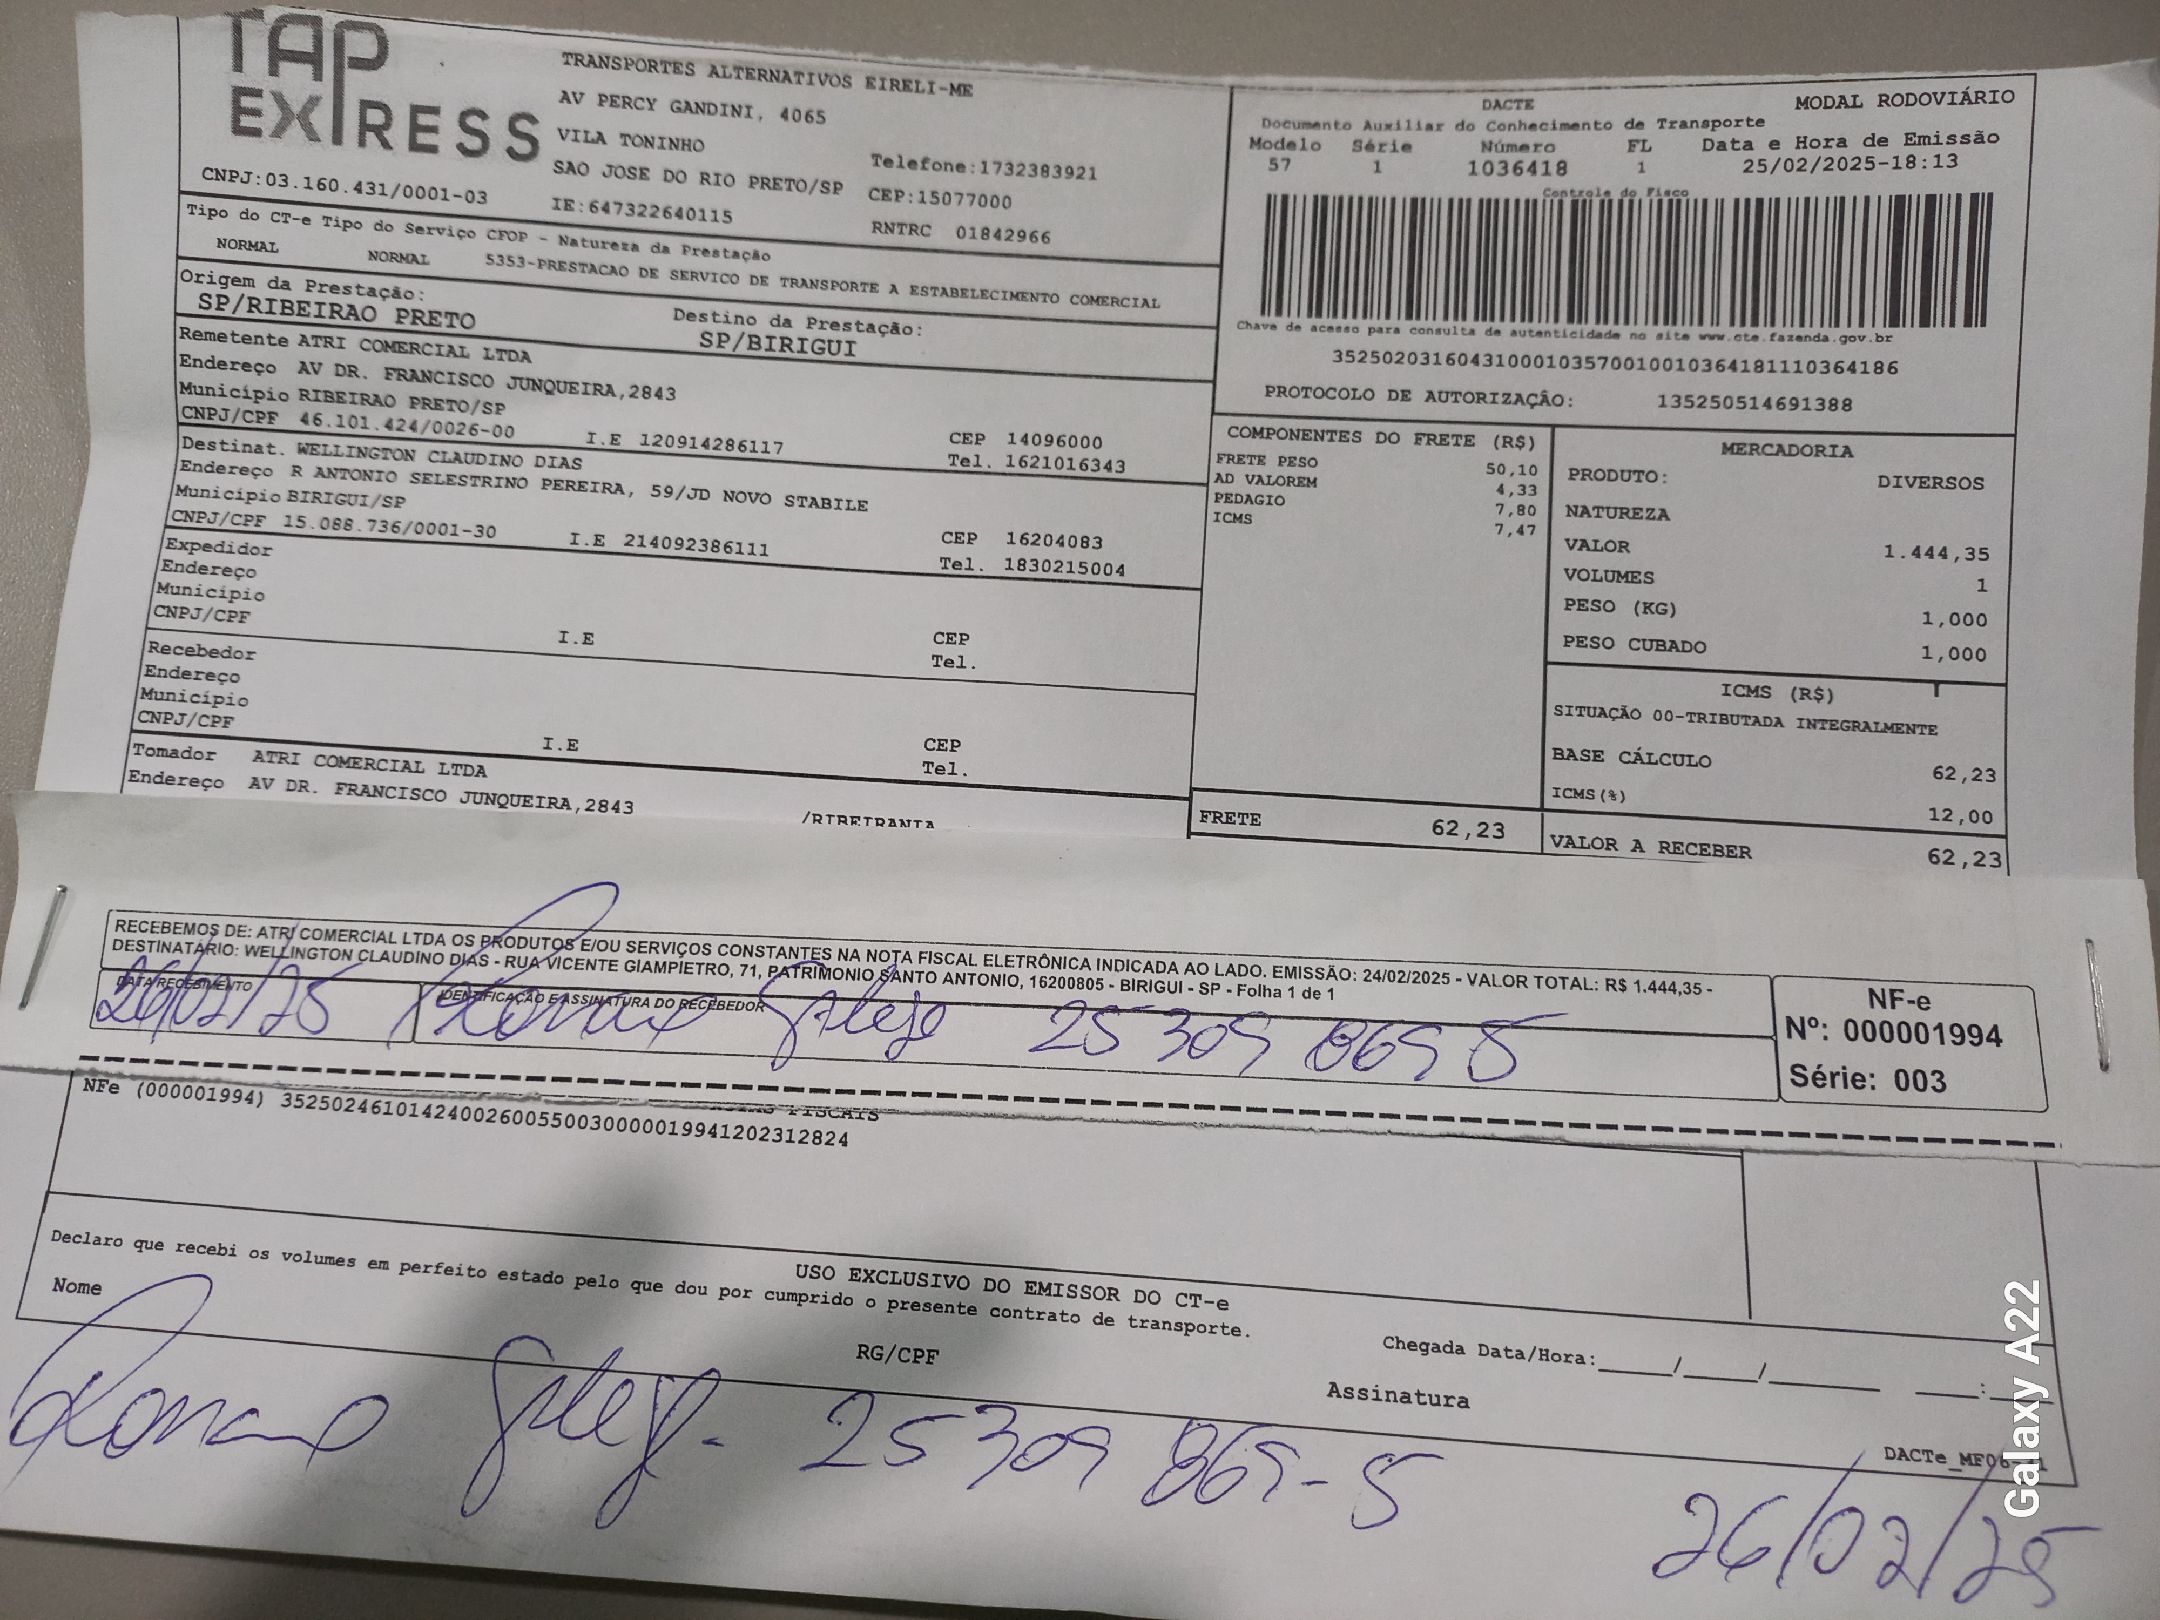 TAP
EXPRESS
TRANSPORTES ALTERNATIVOS EIRELI-ME
AV PERCY GANDINI, 4065
VILA TONINHO
SAO JOSE DO RIO PRETO/SP
Telefone:1732383921
CEP:15077000
CNPJ:03.160.431/0001-03
IE:647322640115
RNTRC 01842966
DACTE
MODAL RODOVIÁRIO
Documento Auxiliar do Conhecimento de Transporte
Modelo Série Número FL Data e Hora de Emissão
57 1 1036418 1 25/02/2025-18:13
Controle do Fisco
Chave de acesso para consulta de autenticidade no site www.cte.fazenda.gov.br
35250203160431000103570010010364181110364186
PROTOCOLO DE AUTORIZAÇÃO: 135250514691388
Tipo do CT-e Tipo do Serviço CFOP - Natureza da Prestação
NORMAL NORMAL 5353-PRESTACAO DE SERVICO DE TRANSPORTE A ESTABELECIMENTO COMERCIAL
Origem da Prestação:
SP/RIBEIRAO PRETO
Destino da Prestação:
SP/BIRIGUI
Remetente ATRI COMERCIAL LTDA
Endereço AV DR. FRANCISCO JUNQUEIRA,2843
Município RIBEIRAO PRETO/SP
CEP 14096000
CNPJ/CPF 46.101.424/0026-00 I.E 120914286117 Tel. 1621016343
Destinat. WELLINGTON CLAUDINO DIAS
Endereço R ANTONIO SELESTRINO PEREIRA, 59/JD NOVO STABILE
Município BIRIGUI/SP
CEP 16204083
CNPJ/CPF 15.088.736/0001-30 I.E 214092386111 Tel. 1830215004
Expedidor
Endereço
Município
CEP
CNPJ/CPF I.E Tel.
Recebedor
Endereço
Município
CEP
CNPJ/CPF I.E Tel.
Tomador ATRI COMERCIAL LTDA
Endereço AV DR. FRANCISCO JUNQUEIRA,2843
/RIBEIRANIA
COMPONENTES DO FRETE (R$)
FRETE PESO 50,10
AD VALOREM 4,33
PEDAGIO 7,80
ICMS 7,47
FRETE 62,23
MERCADORIA
PRODUTO: DIVERSOS
NATUREZA
VALOR 1.444,35
VOLUMES 1
PESO (KG) 1,000
PESO CUBADO 1,000
ICMS (R$)
SITUAÇÃO 00-TRIBUTADA INTEGRALMENTE
BASE CÁLCULO 62,23
ICMS(%) 12,00
VALOR A RECEBER 62,23
RECEBEMOS DE: ATRI COMERCIAL LTDA OS PRODUTOS E/OU SERVIÇOS CONSTANTES NA NOTA FISCAL ELETRÔNICA INDICADA AO LADO. EMISSÃO: 24/02/2025 - VALOR TOTAL: R$ 1.444,35 -
DESTINATÁRIO: WELLINGTON CLAUDINO DIAS - RUA VICENTE GIAMPIETRO, 71, PATRIMONIO SANTO ANTONIO, 16200805 - BIRIGUI - SP - Folha 1 de 1
DATA RECEBIMENTO
IDENTIFICAÇÃO E ASSINATURA DO RECEBEDOR
26/02/25
25 309 869 5
NF-e
Nº: 000001994
Série: 003
NFe (000001994) 35250246101424002600550030000019941202312824
USO EXCLUSIVO DO EMISSOR DO CT-e
Declaro que recebi os volumes em perfeito estado pelo que dou por cumprido o presente contrato de transporte.
Nome
RG/CPF
Chegada Data/Hora:____/____/______ ___:___
Assinatura
25 309 869-5
26/02/25
Galaxy A22